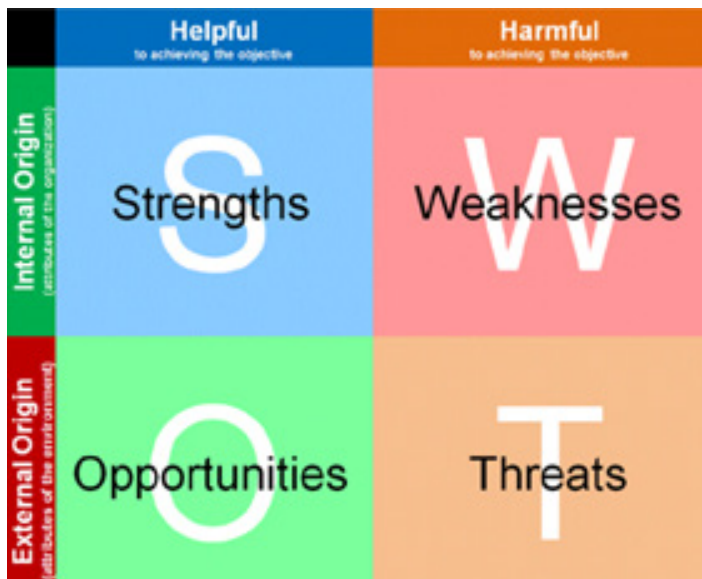 Helpful
to achieving the objective
Harmful
to achieving the objective
Internal Origin
(attributes of the organization)
S
Strengths
W
Weaknesses
External Origin
(attributes of the environment)
O
Opportunities
T
Threats